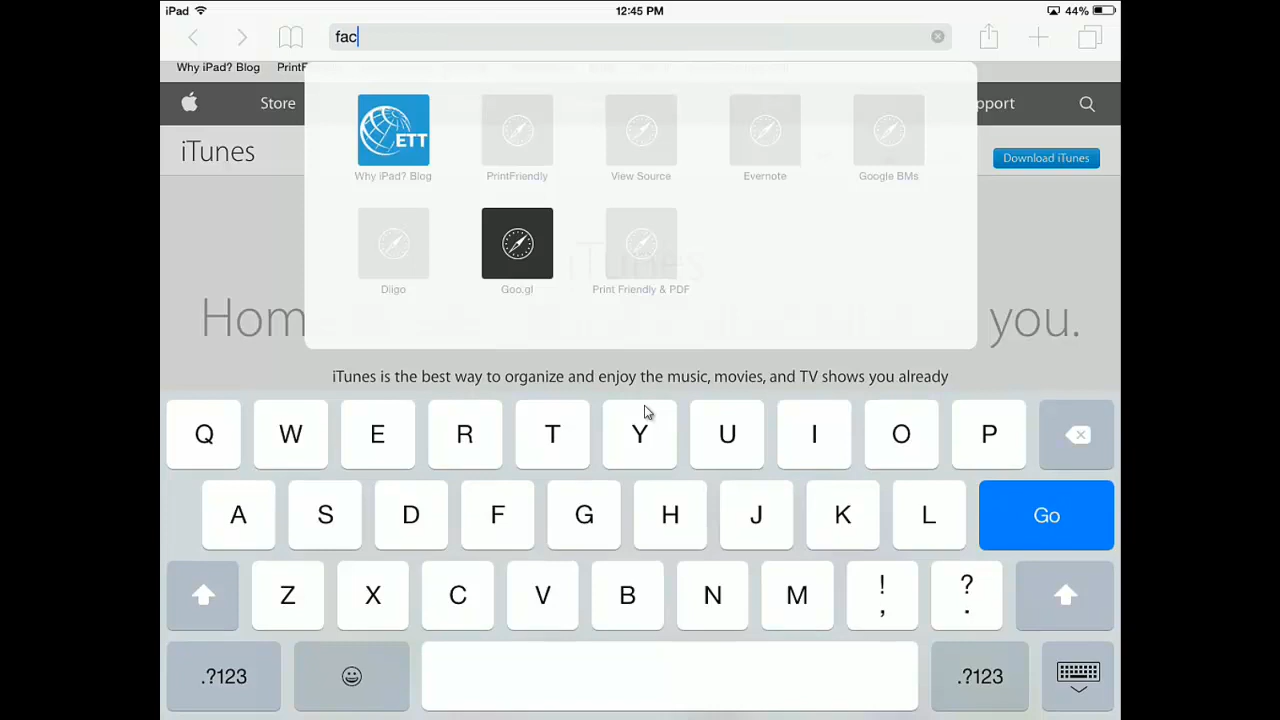 iPad 12:45 PM 44%
fac
Why iPad? Blog PrintF
Store pport
iTunes Download iTunes
ETT
Why iPad? Blog PrintFriendly View Source Evernote Google BMs
Diigo Goo.gl Print Friendly & PDF
iTunes
Hom you.
iTunes is the best way to organize and enjoy the music, movies, and TV shows you already
Q W E R T Y U I O P
A S D F G H J K L Go
Z X C V B N M ! , ? .
.?123 .?123